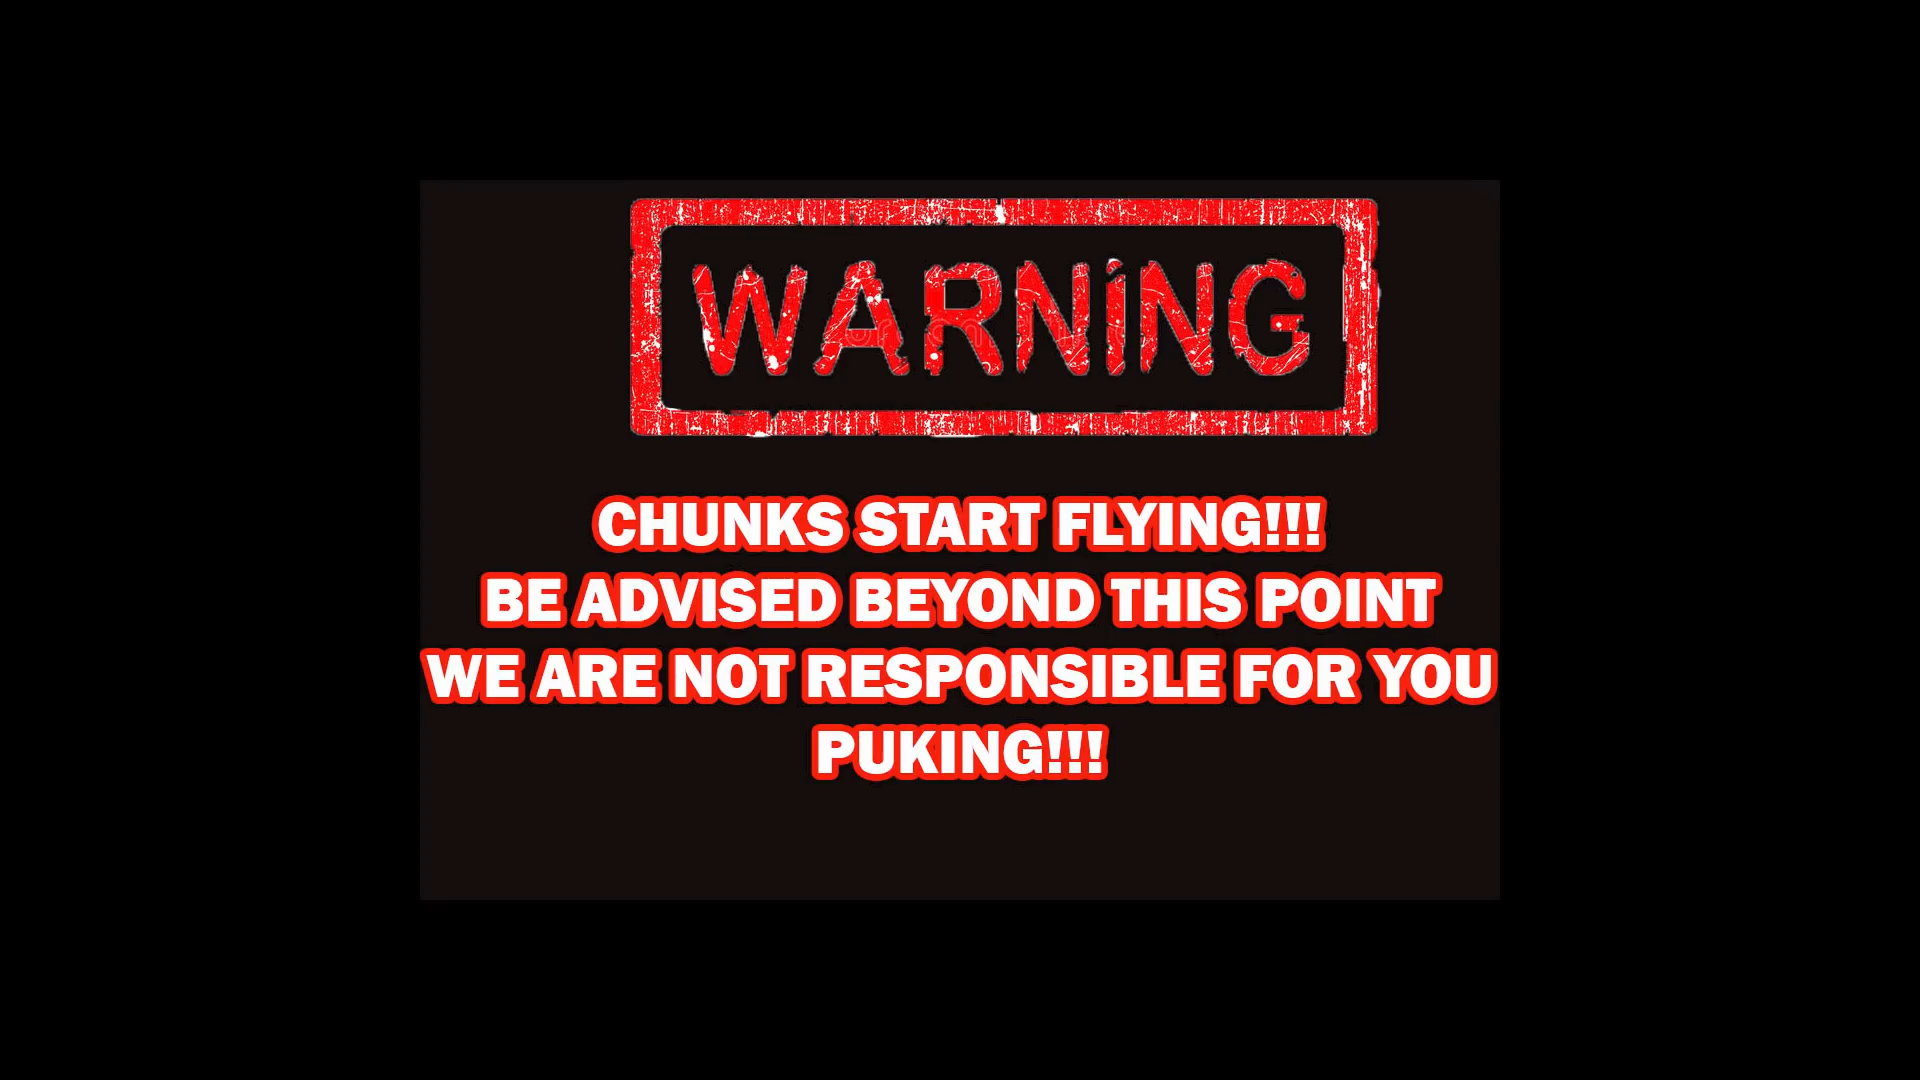 WARNiNG
CHUNKS START FLYING!!!
BE ADVISED BEYOND THIS POINT
WE ARE NOT RESPONSIBLE FOR YOU
PUKING!!!